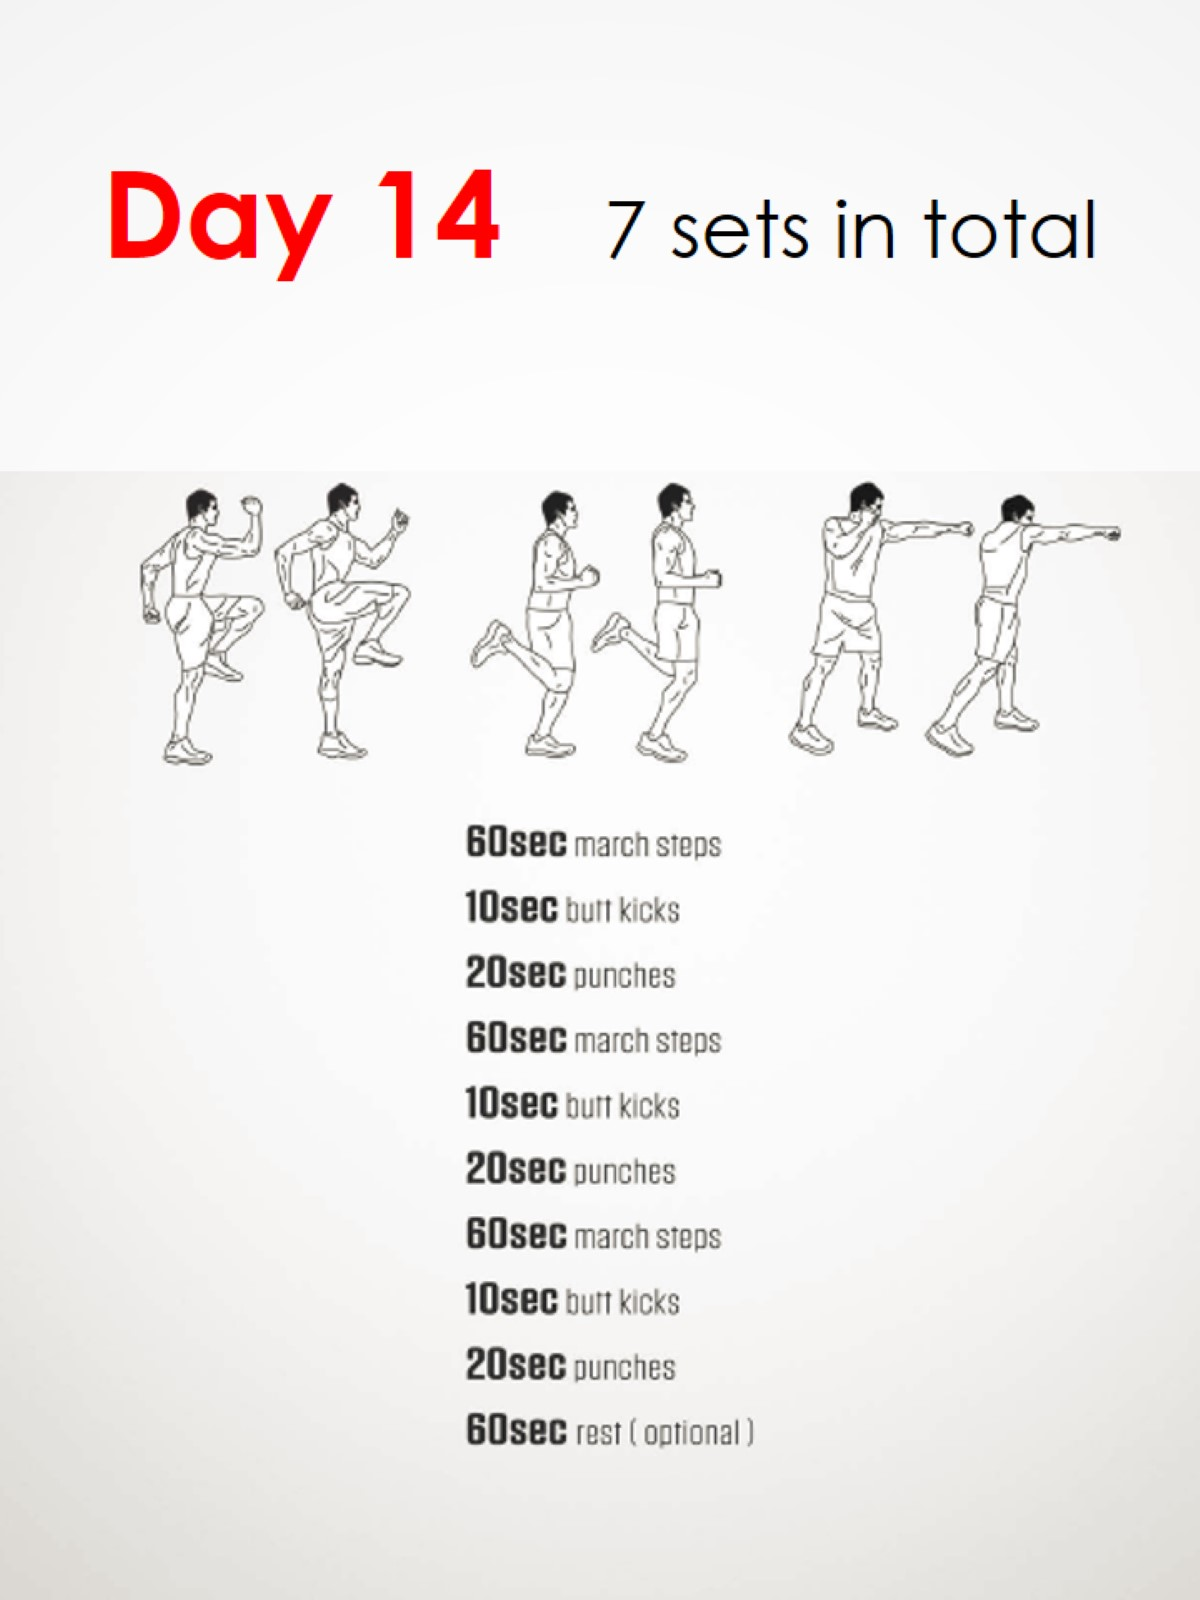 Day 14 7 sets in total
60sec march steps
10sec butt kicks
20sec punches
60sec march steps
10sec butt kicks
20sec punches
60sec march steps
10sec butt kicks
20sec punches
60sec rest ( optional )